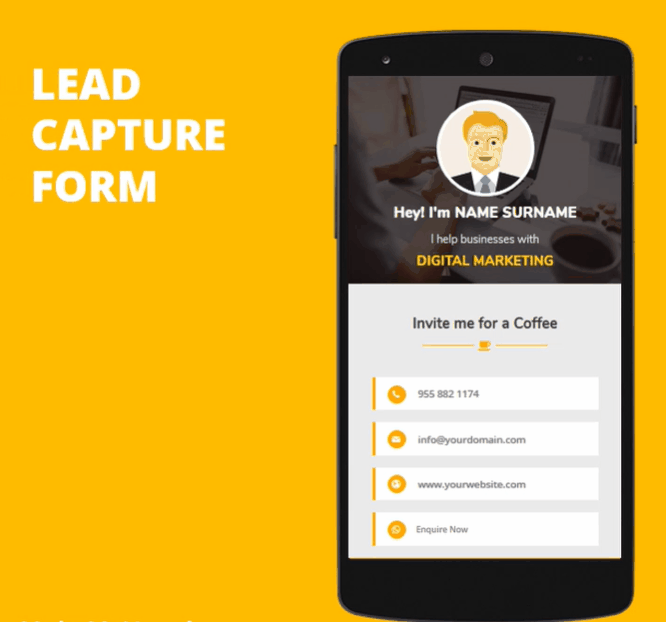 LEAD
CAPTURE
FORM
Hey! I'm NAME SURNAME
I help businesses with
DIGITAL MARKETING
Invite me for a Coffee
955 882 1174
info@yourdomain.com
www.yourwebsite.com
Enquire Now